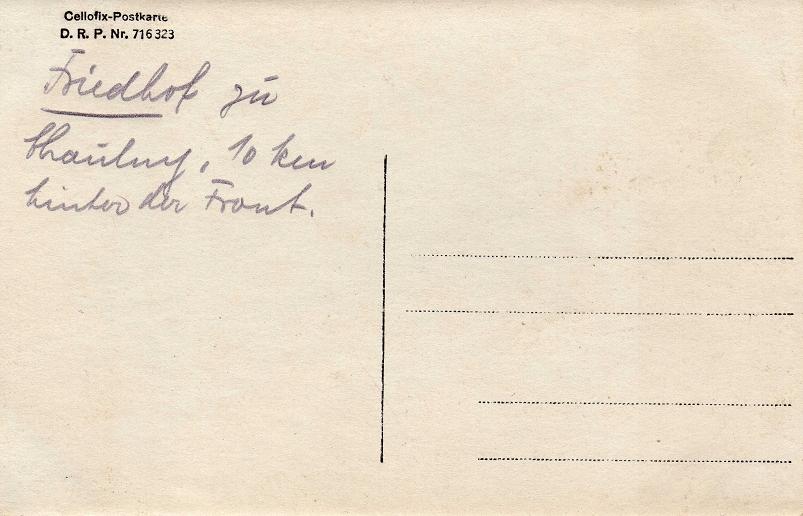 Cellofix-Postkarte
D. R. P. Nr. 716323
Friedhof zu
10 km
hinter der Front.